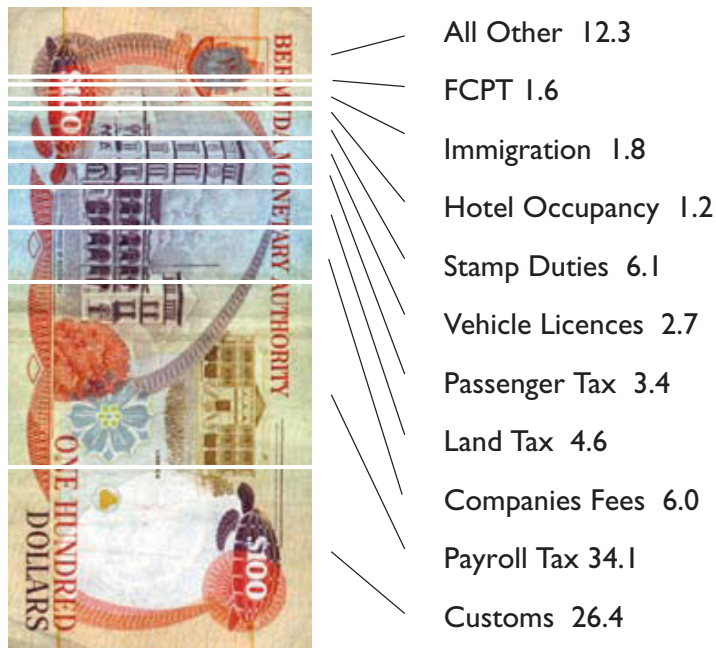 All Other 12.3
FCPT 1.6
Immigration 1.8
Hotel Occupancy 1.2
Stamp Duties 6.1
Vehicle Licences 2.7
Passenger Tax 3.4
Land Tax 4.6
Companies Fees 6.0
Payroll Tax 34.1
Customs 26.4
BERMUDA MONETARY AUTHORITY
$100
ONE HUNDRED
DOLLARS
$100